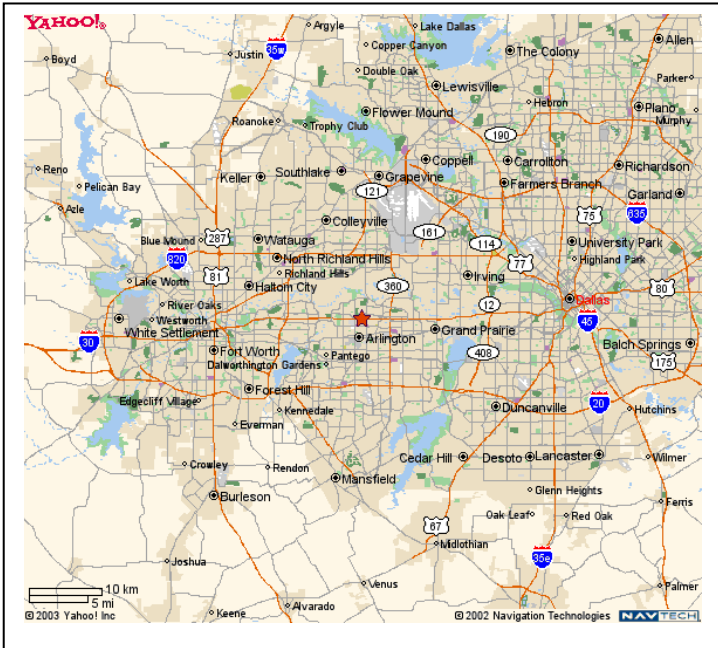 YAHOO!
Argyle
Lake Dallas
Allen
35w
Copper Canyon
The Colony
Justin
Boyd
Double Oak
Parker
Lewisville
Hebron
Plano
Flower Mound
Murphy
Roanoke
Trophy Club
190
Coppell
Carrollton
Richardson
Reno
Southlake
Grapevine
Keller
121
Farmers Branch
Pelican Bay
Garland
Azle
Colleyville
75
635
161
Blue Mound
287
Watauga
114
University Park
820
North Richland Hills
77
Highland Park
Richland Hills
81
Irving
80
Lake Worth
Haltom City
360
Dallas
River Oaks
12
Westworth
45
White Settlement
Grand Prairie
30
Arlington
Balch Springs
Fort Worth
Pantego
408
175
Dalworthington Gardens
Forest Hill
20
Edgecliff Village
Kennedale
Duncanville
Hutchins
Everman
Cedar Hill
Desoto
Lancaster
Wilmer
Crowley
Rendon
Mansfield
Glenn Heights
Burleson
Ferris
Oak Leaf
Red Oak
67
Midlothian
35e
Joshua
Venus
Palmer
10 km
5 mi
Alvarado
Keene
© 2003 Yahoo! Inc
© 2002 Navigation Technologies
NAVTECH